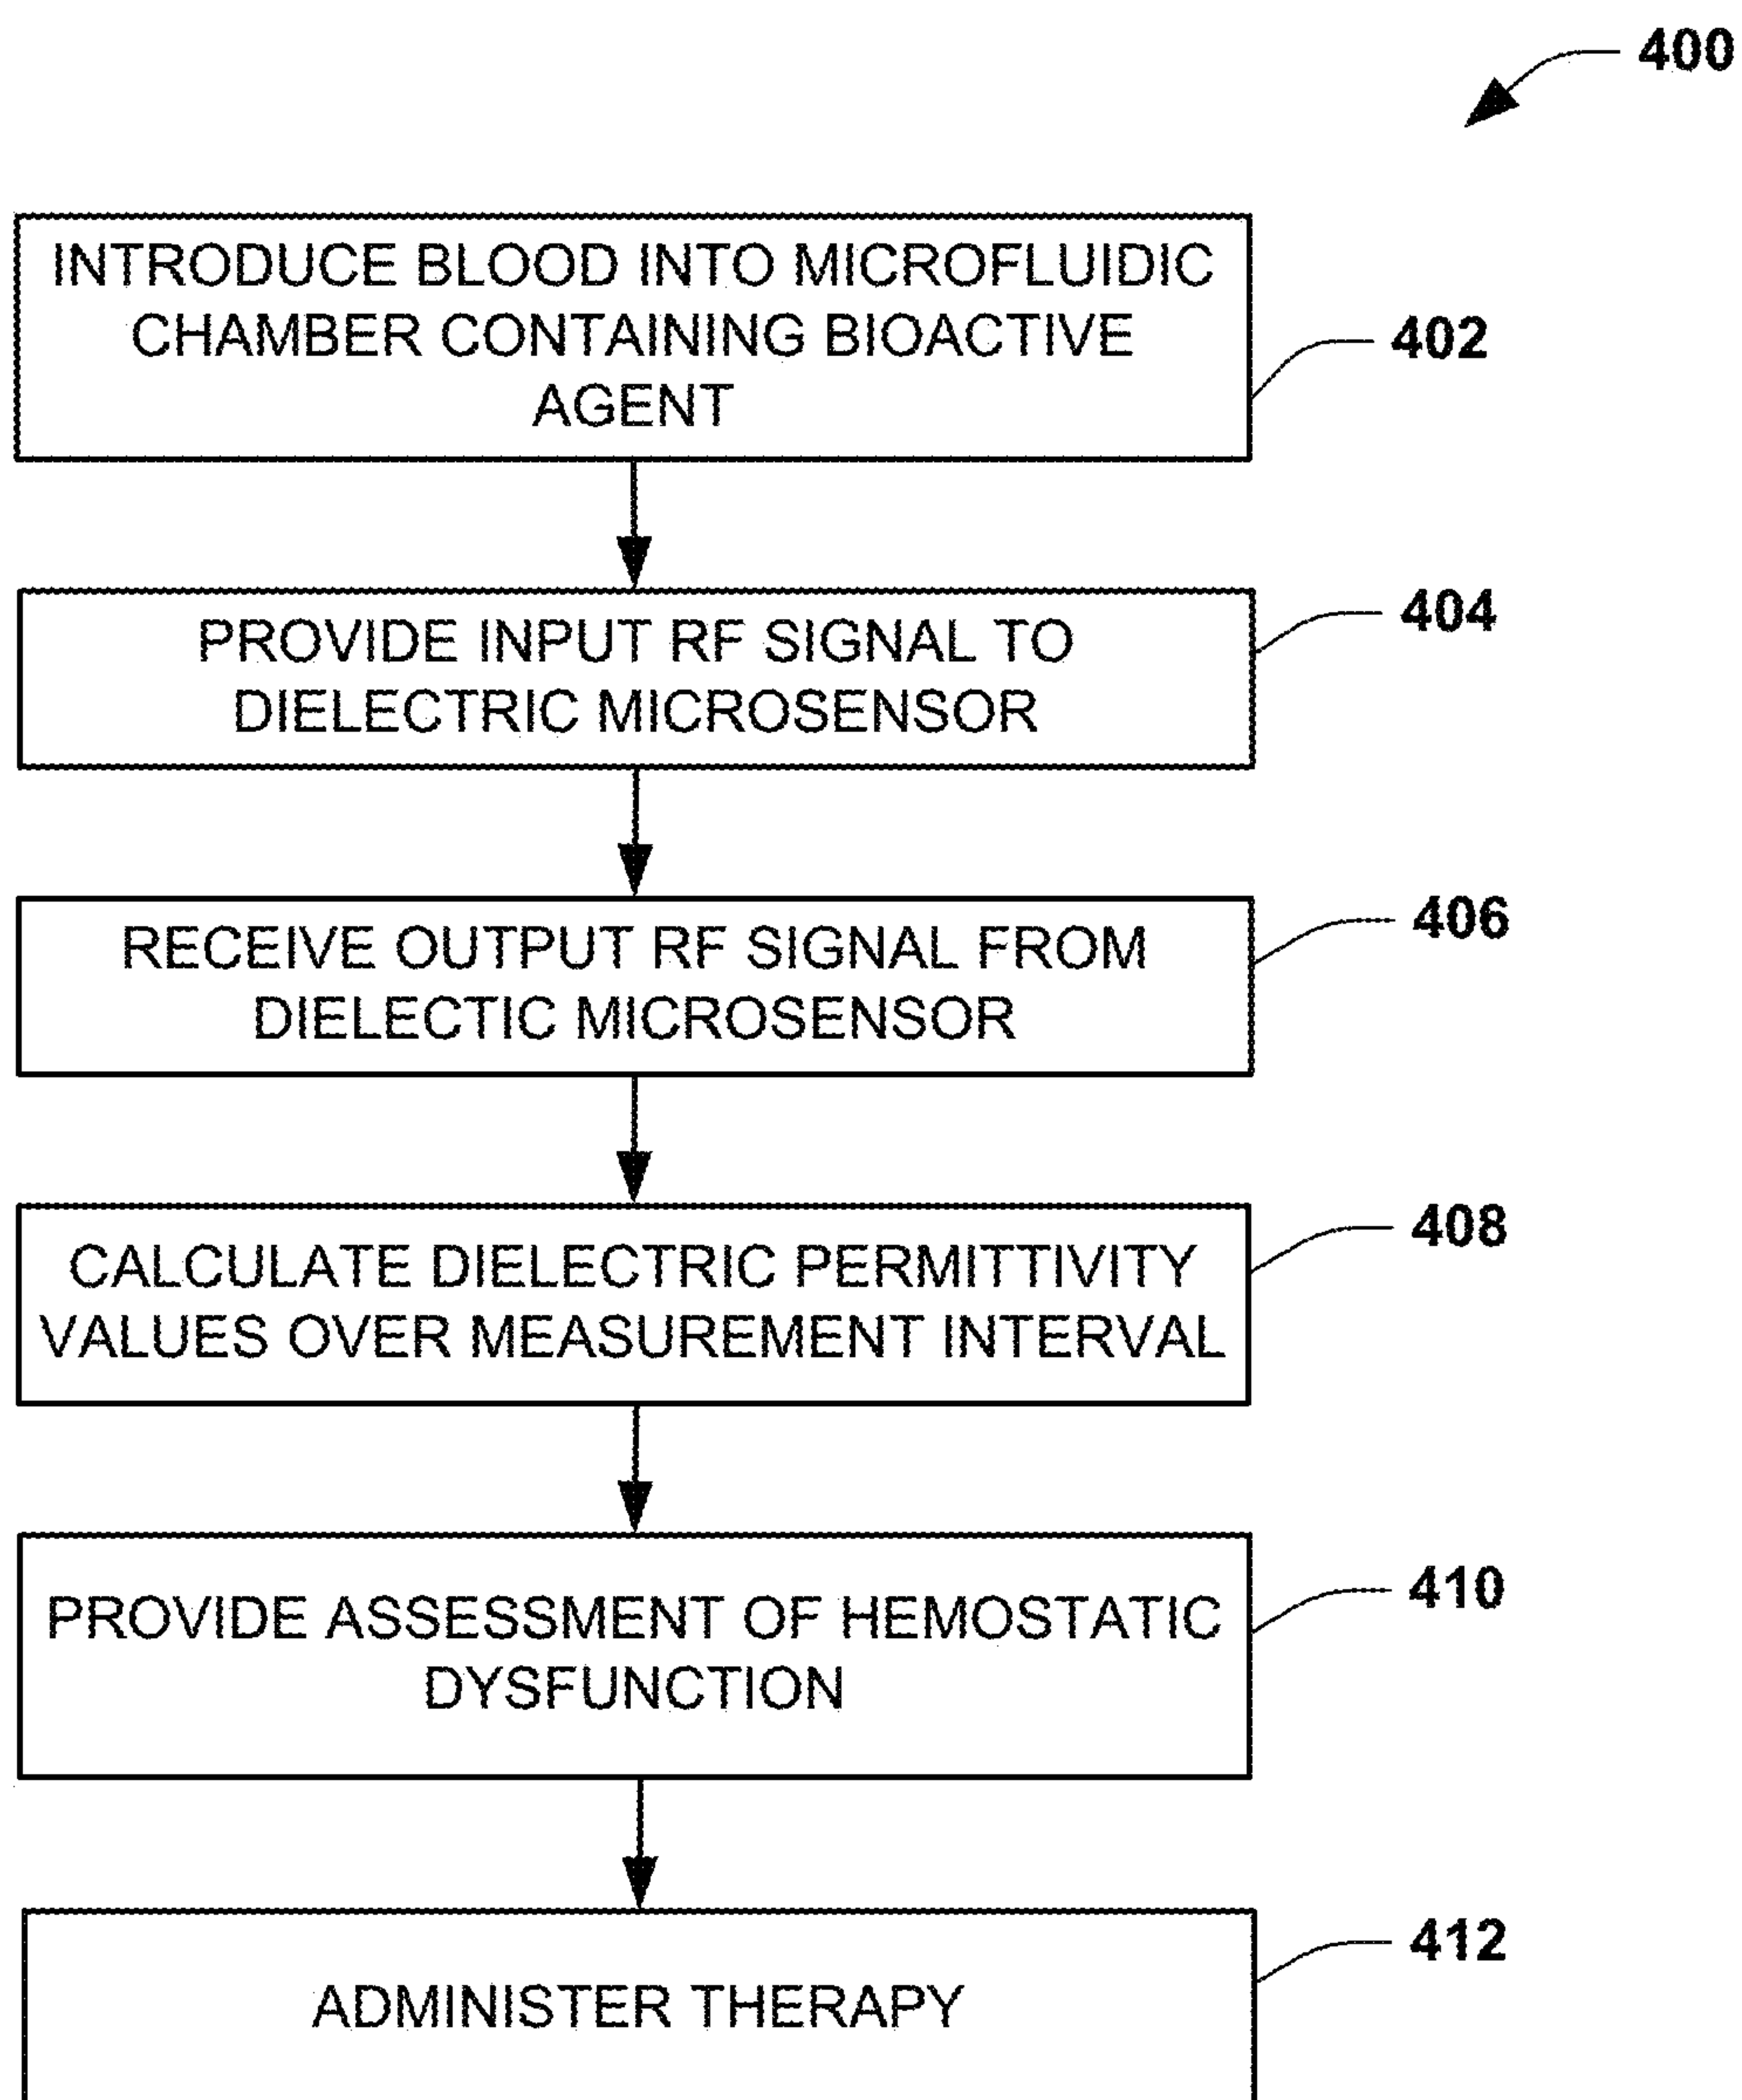 400
INTRODUCE BLOOD INTO MICROFLUIDIC
CHAMBER CONTAINING BIOACTIVE
AGENT
402
PROVIDE INPUT RF SIGNAL TO
DIELECTRIC MICROSENSOR
404
RECEIVE OUTPUT RF SIGNAL FROM
DIELECTIC MICROSENSOR
406
CALCULATE DIELECTRIC PERMITTIVITY
VALUES OVER MEASUREMENT INTERVAL
408
PROVIDE ASSESSMENT OF HEMOSTATIC
DYSFUNCTION
410
ADMINISTER THERAPY
412